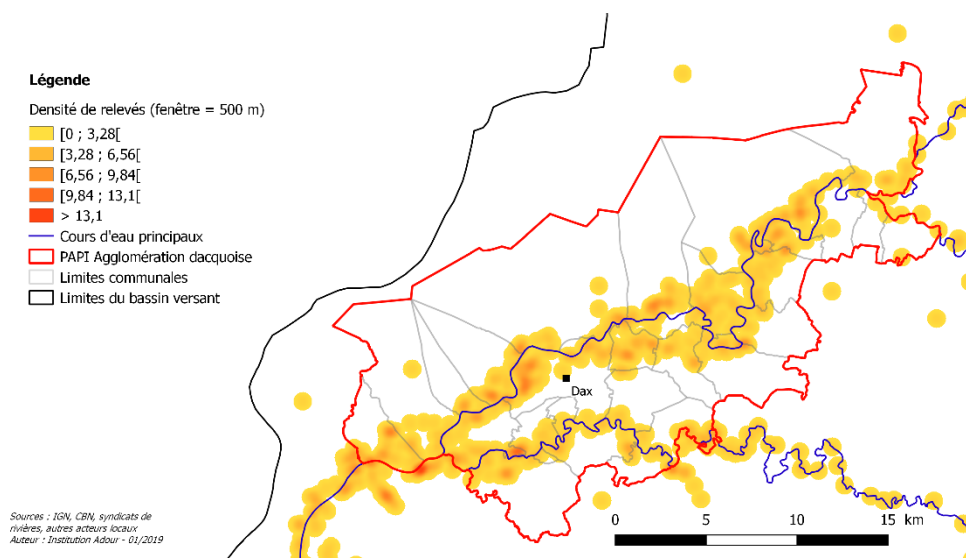 Légende
Densité de relevés (fenêtre = 500 m)
[0 ; 3,28[
[3,28 ; 6,56[
[6,56 ; 9,84[
[9,84 ; 13,1[
> 13,1
Cours d'eau principaux
PAPI Agglomération dacquoise
Limites communales
Limites du bassin versant
Dax
Sources : IGN, CBN, syndicats de
rivières, autres acteurs locaux
Auteur : Institution Adour - 01/2019
0 5 10 15 km